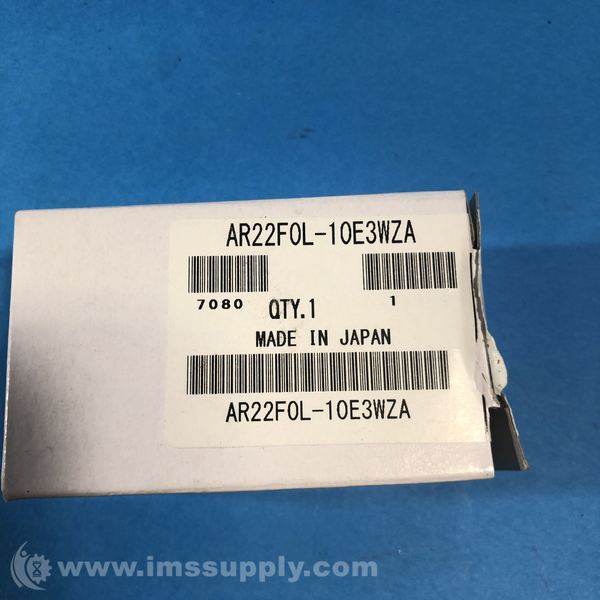 AR22F0L-10E3WZA
7080 QTY.1 1
MADE IN JAPAN
AR22F0L-10E3WZA
www.imssupply.com